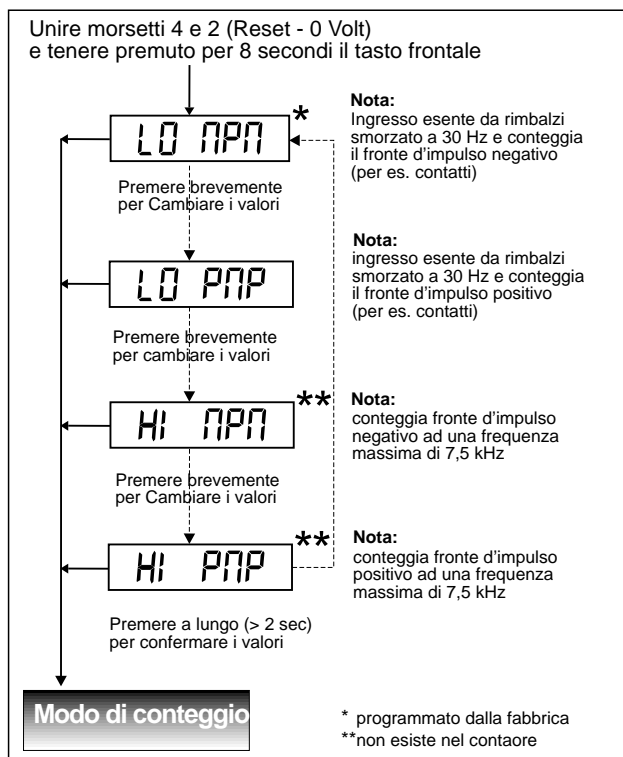 Unire morsetti 4 e 2 (Reset - 0 Volt)
e tenere premuto per 8 secondi il tasto frontale
LO NPN *
Nota:
Ingresso esente da rimbalzi
smorzato a 30 Hz e conteggia
il fronte d'impulso negativo
(per es. contatti)
Premere brevemente
per Cambiare i valori
LO PNP
Nota:
ingresso esente da rimbalzi
smorzato a 30 Hz e conteggia
il fronte d'impulso positivo
(per es. contatti)
Premere brevemente
per cambiare i valori
HI NPN **
Nota:
conteggia fronte d'impulso
negativo ad una frequenza
massima di 7,5 kHz
Premere brevemente
per Cambiare i valori
HI PNP **
Nota:
conteggia fronte d'impulso
positivo ad una frequenza
massima di 7,5 kHz
Premere a lungo (> 2 sec)
per confermare i valori
Modo di conteggio
* programmato dalla fabbrica
**non esiste nel contaore